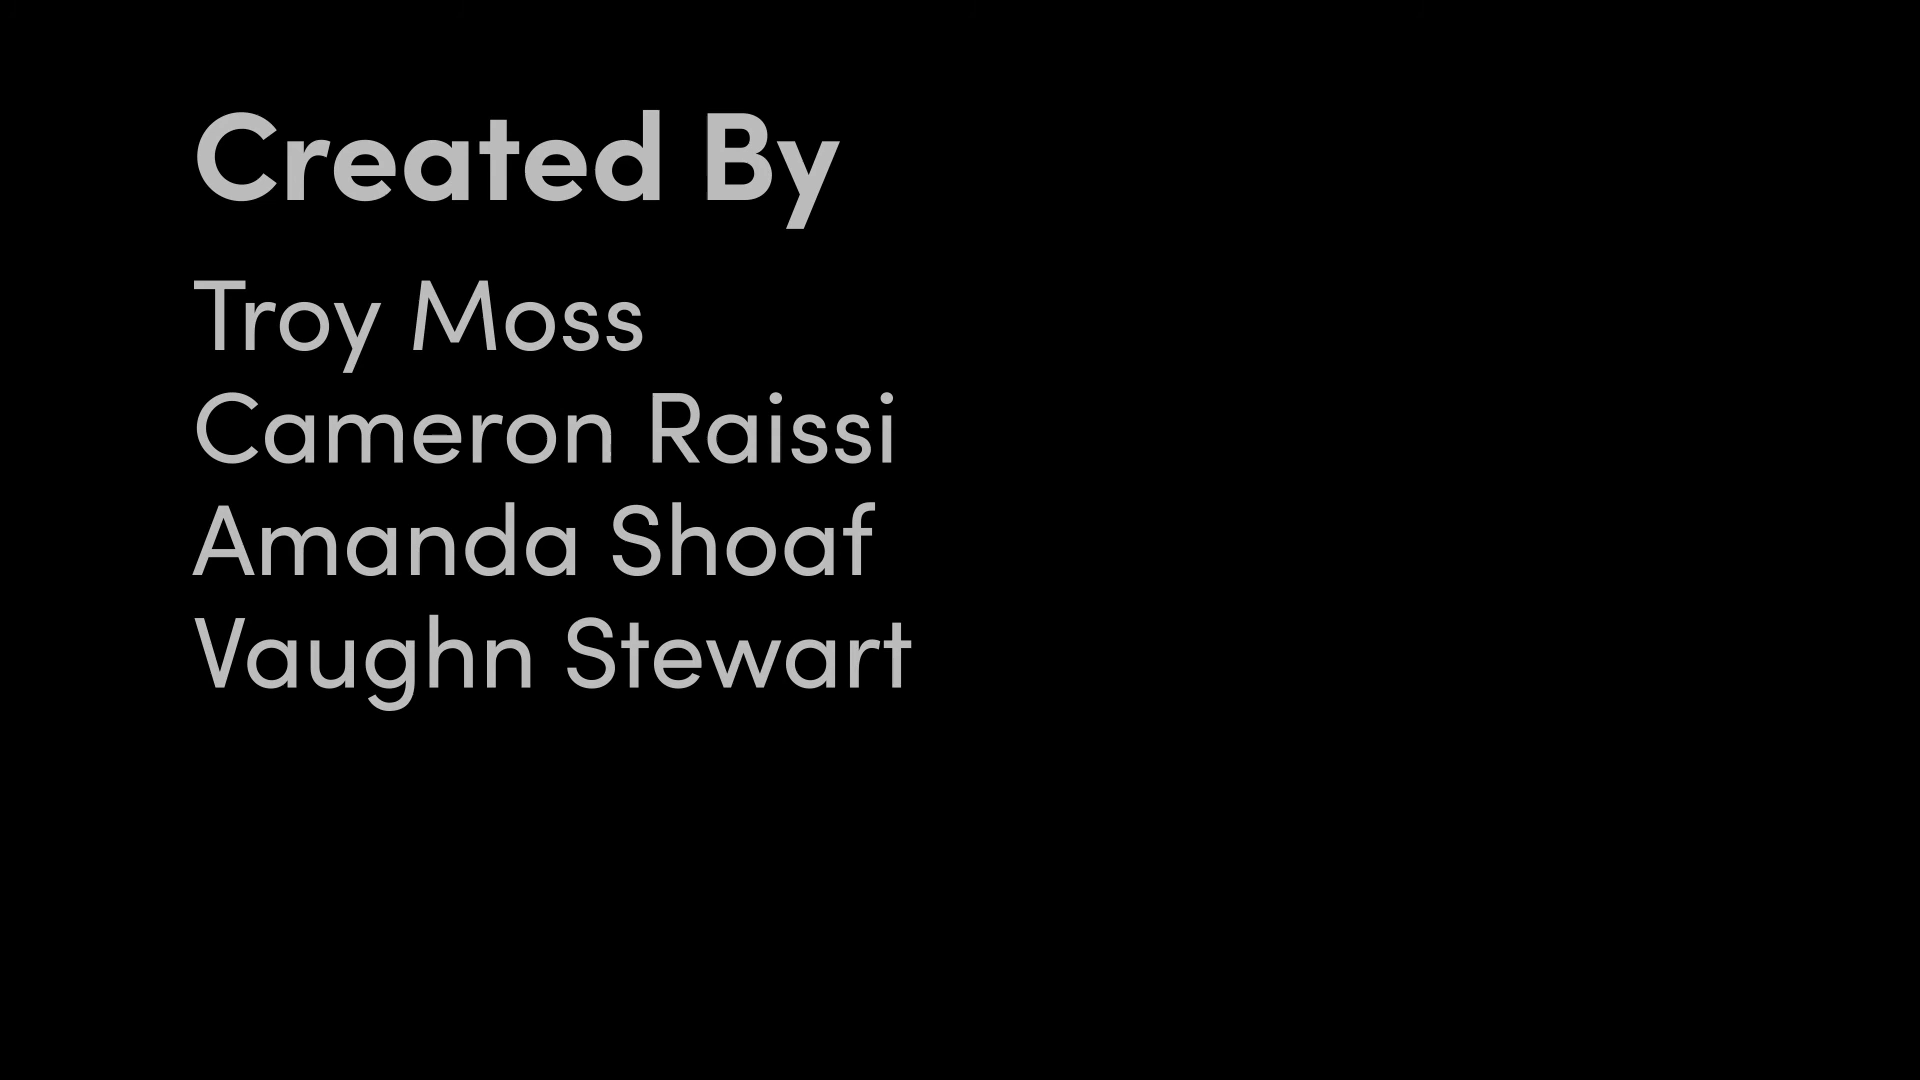 Created By
Troy Moss
Cameron Raissi
Amanda Shoaf
Vaughn Stewart